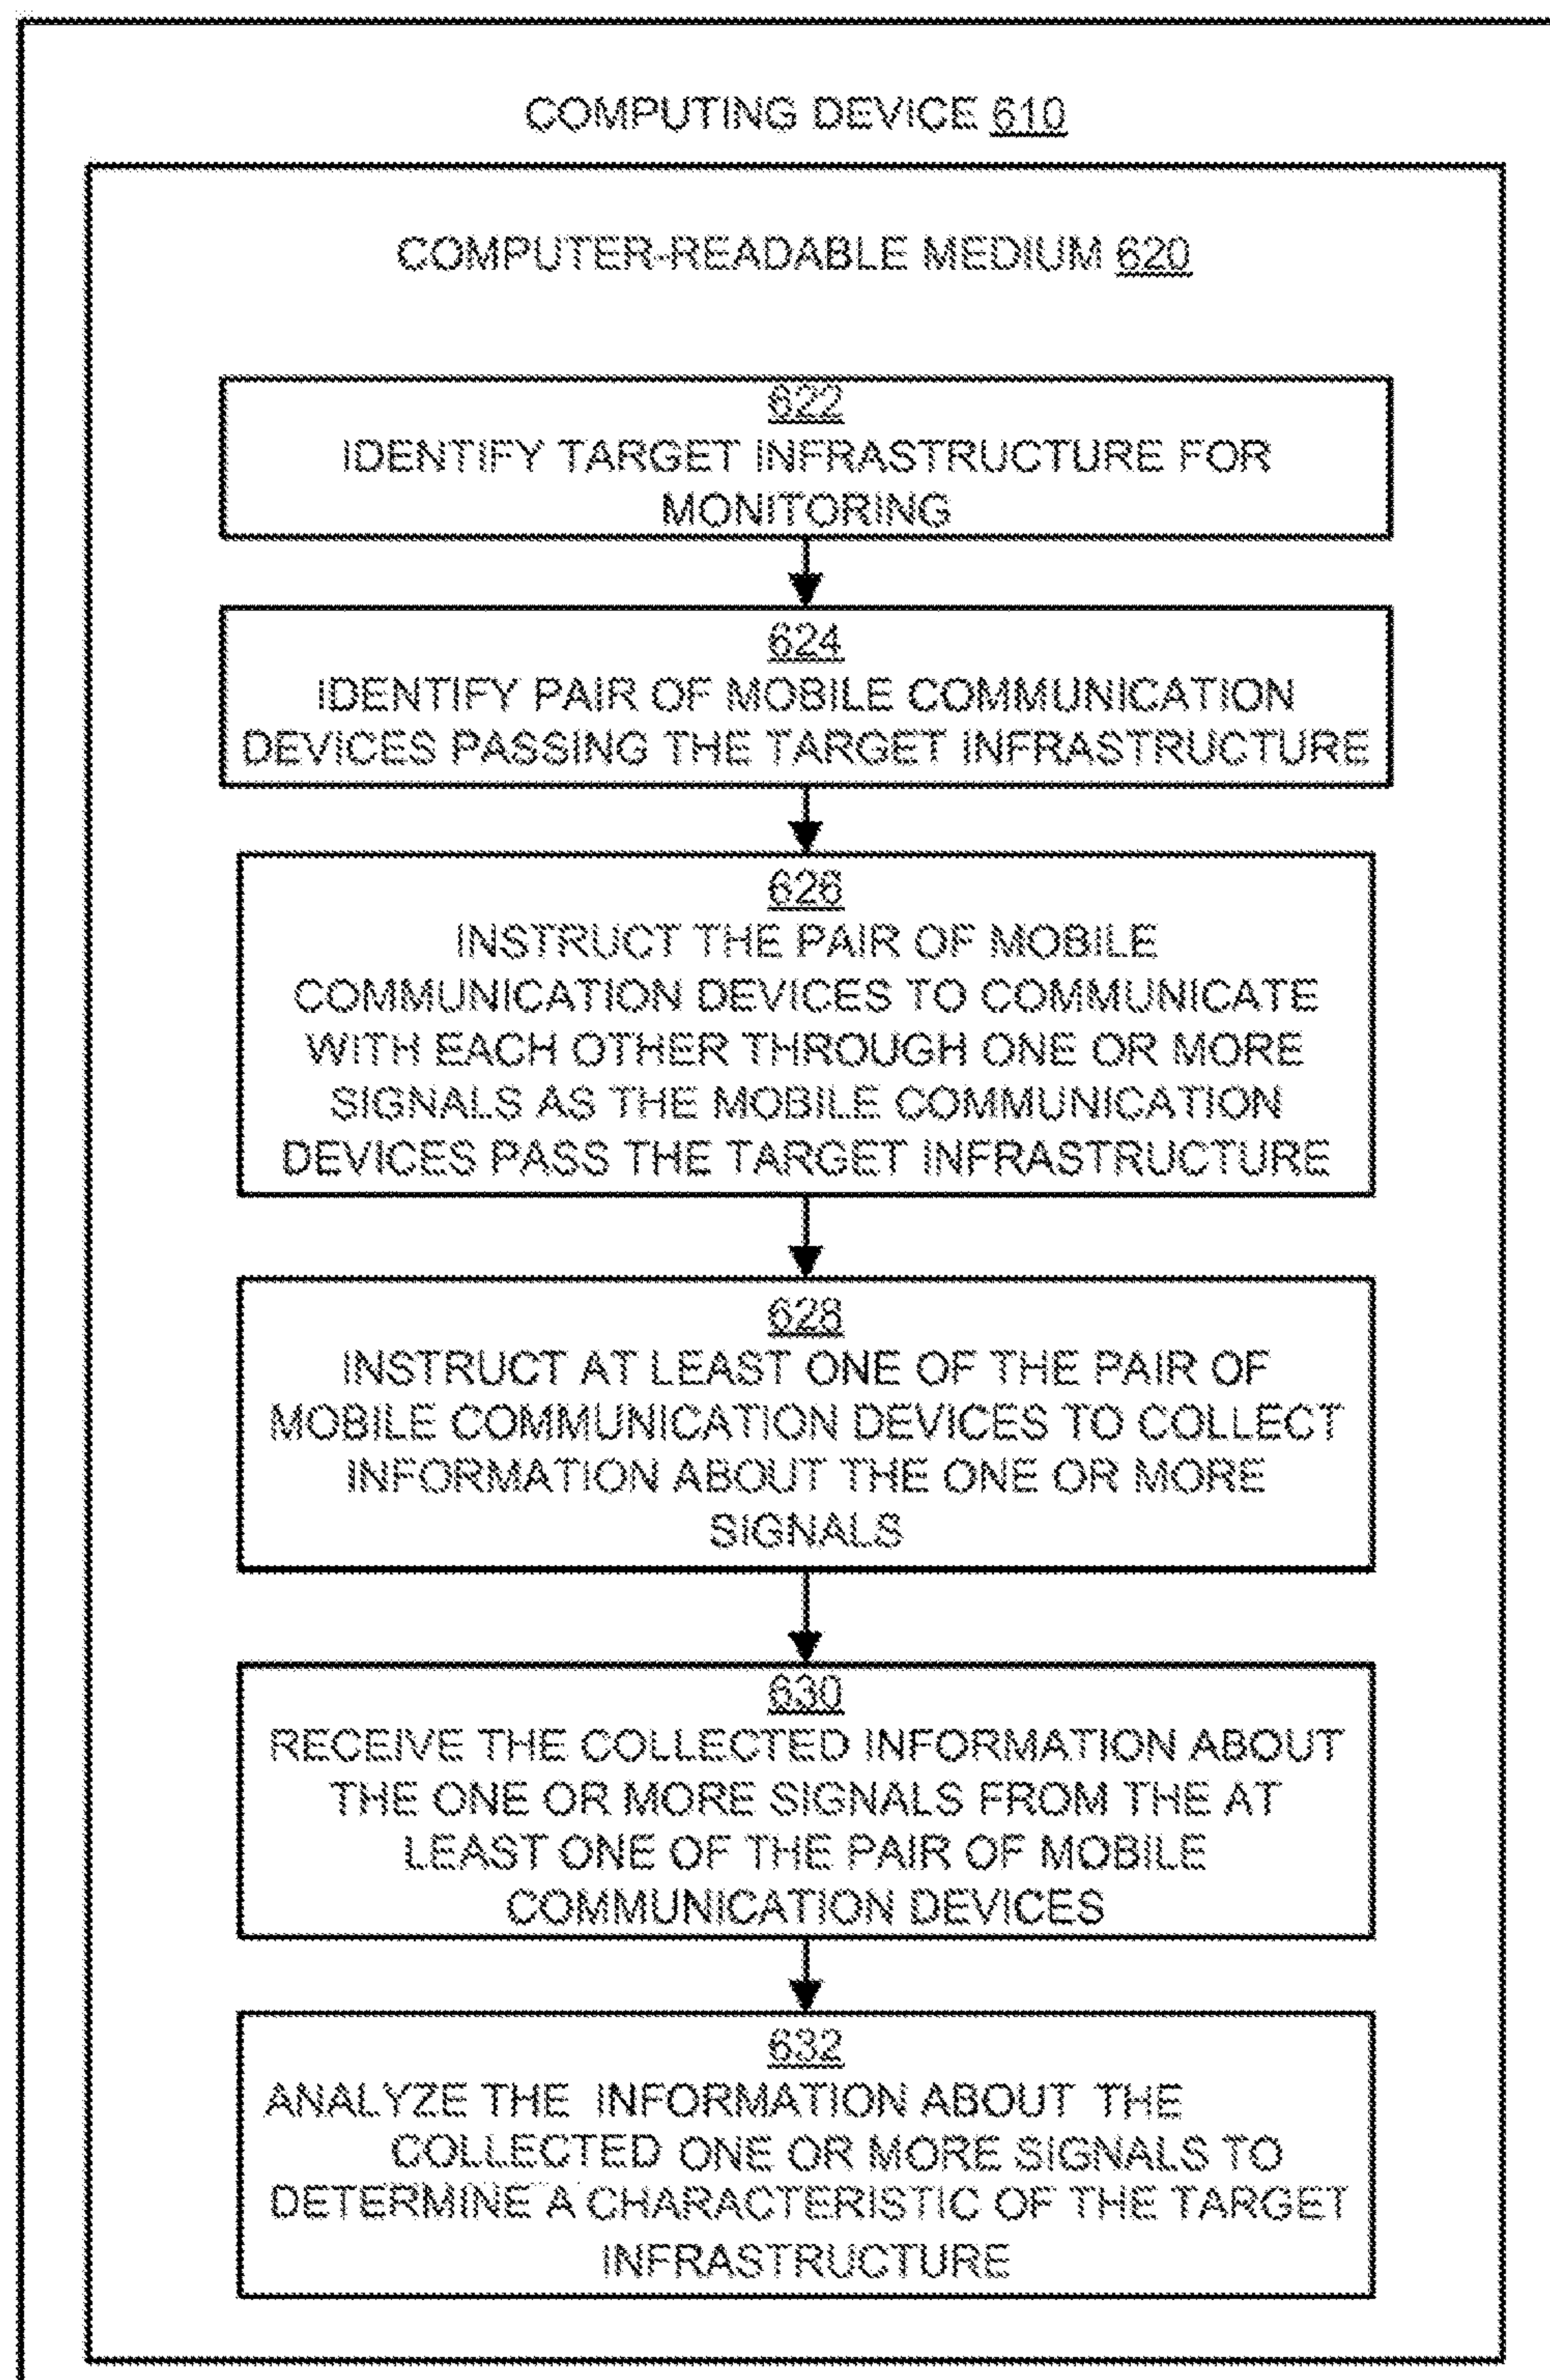 COMPUTING DEVICE 610
COMPUTER-READABLE MEDIUM 620
622
IDENTIFY TARGET INFRASTRUCTURE FOR
MONITORING
624
IDENTIFY PAIR OF MOBILE COMMUNICATION
DEVICES PASSING THE TARGET INFRASTRUCTURE
626
INSTRUCT THE PAIR OF MOBILE
COMMUNICATION DEVICES TO COMMUNICATE
WITH EACH OTHER THROUGH ONE OR MORE
SIGNALS AS THE MOBILE COMMUNICATION
DEVICES PASS THE TARGET INFRASTRUCTURE
628
INSTRUCT AT LEAST ONE OF THE PAIR OF
MOBILE COMMUNICATION DEVICES TO COLLECT
INFORMATION ABOUT THE ONE OR MORE
SIGNALS
630
RECEIVE THE COLLECTED INFORMATION ABOUT
THE ONE OR MORE SIGNALS FROM THE AT
LEAST ONE OF THE PAIR OF MOBILE
COMMUNICATION DEVICES
632
ANALYZE THE INFORMATION ABOUT THE
COLLECTED ONE OR MORE SIGNALS TO
DETERMINE A CHARACTERISTIC OF THE TARGET
INFRASTRUCTURE